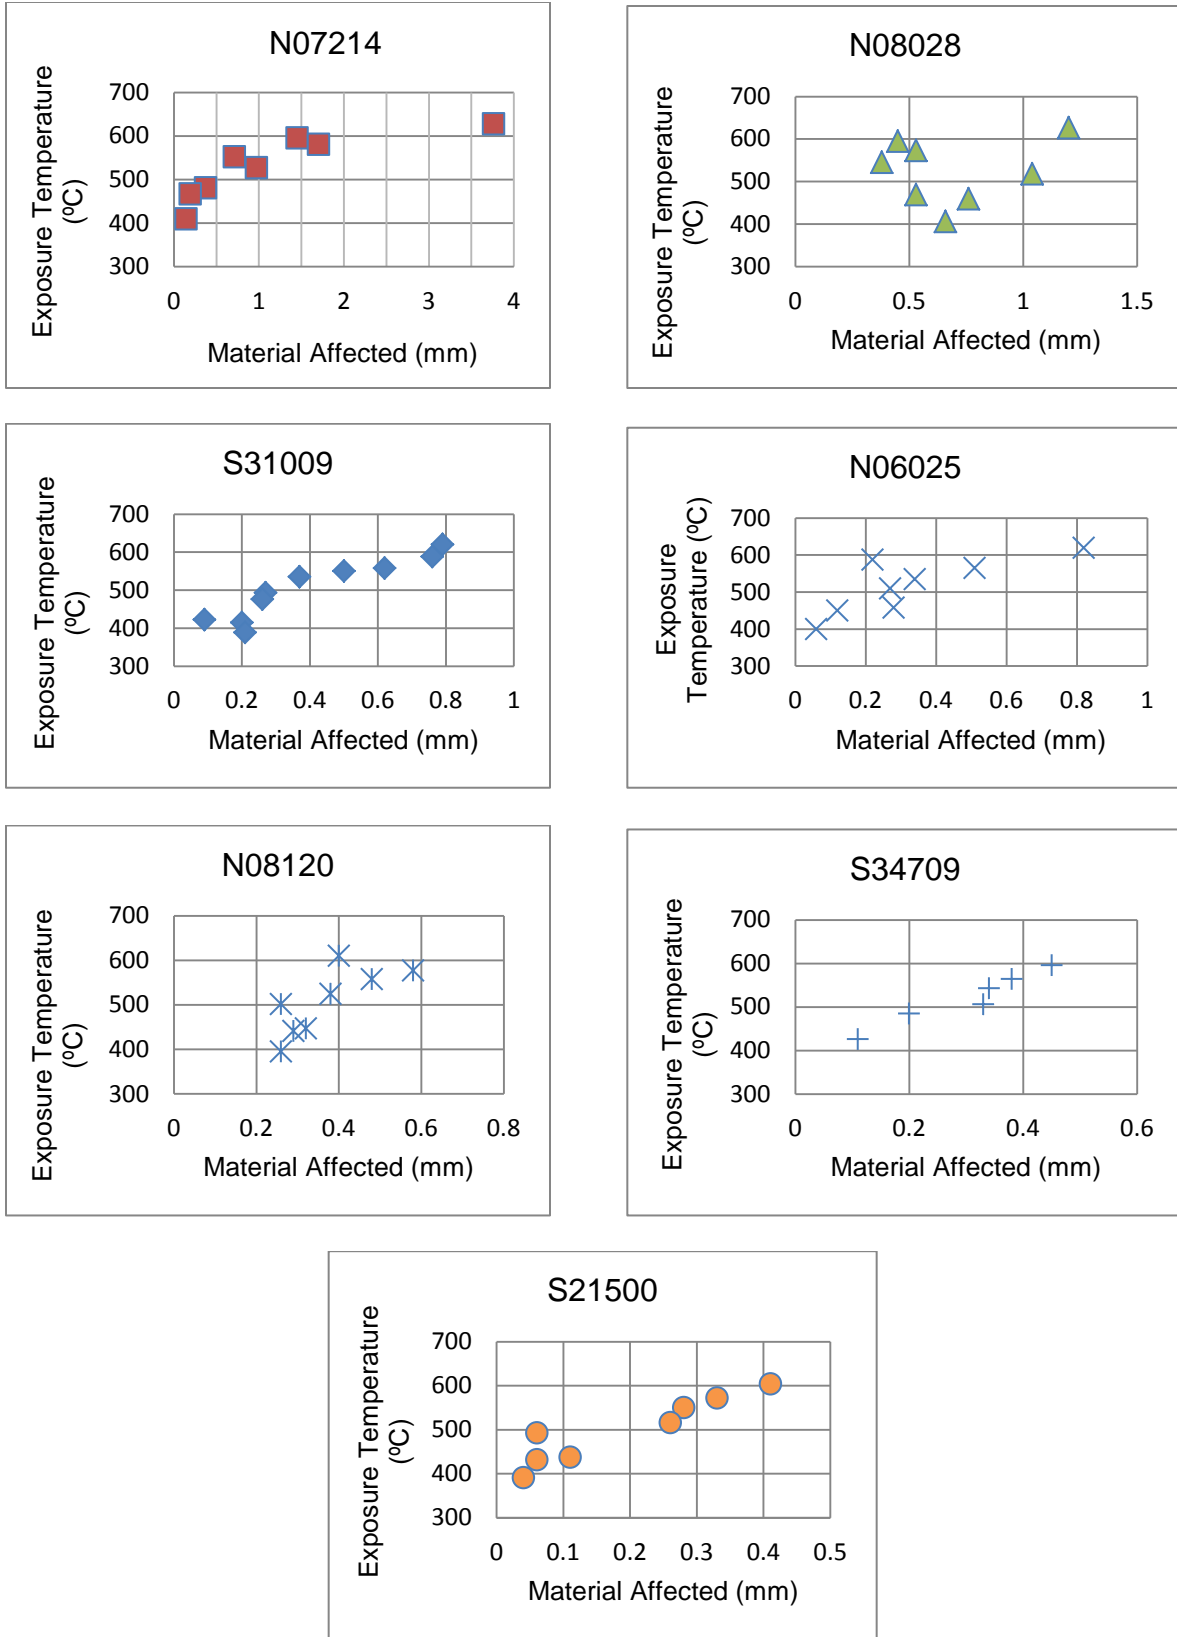 N07214
Exposure Temperature
(ºC)
700
600
500
400
300
0 1 2 3 4
Material Affected (mm)
N08028
Exposure Temperature
(ºC)
700
600
500
400
300
0 0.5 1 1.5
Material Affected (mm)
S31009
Exposure Temperature
(ºC)
700
600
500
400
300
0 0.2 0.4 0.6 0.8 1
Material Affected (mm)
N06025
Exposure
Temperature (ºC)
700
600
500
400
300
0 0.2 0.4 0.6 0.8 1
Material Affected (mm)
N08120
Exposure Temperature
(ºC)
700
600
500
400
300
0 0.2 0.4 0.6 0.8
Material Affected (mm)
S34709
Exposure Temperature
(ºC)
700
600
500
400
300
0 0.2 0.4 0.6
Material Affected (mm)
S21500
Exposure Temperature
(ºC)
700
600
500
400
300
0 0.1 0.2 0.3 0.4 0.5
Material Affected (mm)